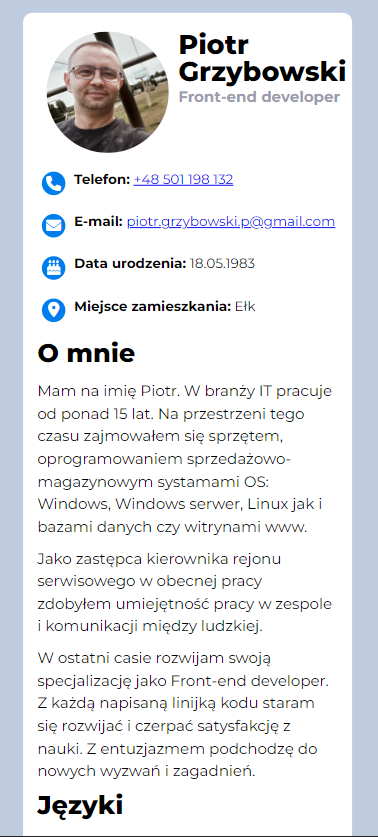 Piotr
Grzybowski
Front-end developer
Telefon: +48 501 198 132
E-mail: piotr.grzybowski.p@gmail.com
Data urodzenia: 18.05.1983
Miejsce zamieszkania: Ełk
O mnie
Mam na imię Piotr. W branży IT pracuje
od ponad 15 lat. Na przestrzeni tego
czasu zajmowałem się sprzętem,
oprogramowaniem sprzedażowo-
magazynowym systamami OS:
Windows, Windows serwer, Linux jak i
bazami danych czy witrynami www.
Jako zastępca kierownika rejonu
serwisowego w obecnej pracy
zdobyłem umiejętność pracy w zespole
i komunikacji między ludzkiej.
W ostatni casie rozwijam swoją
specjalizację jako Front-end developer.
Z każdą napisaną linijką kodu staram
się rozwijać i czerpać satysfakcję z
nauki. Z entuzjazmem podchodzę do
nowych wyzwań i zagadnień.
Języki